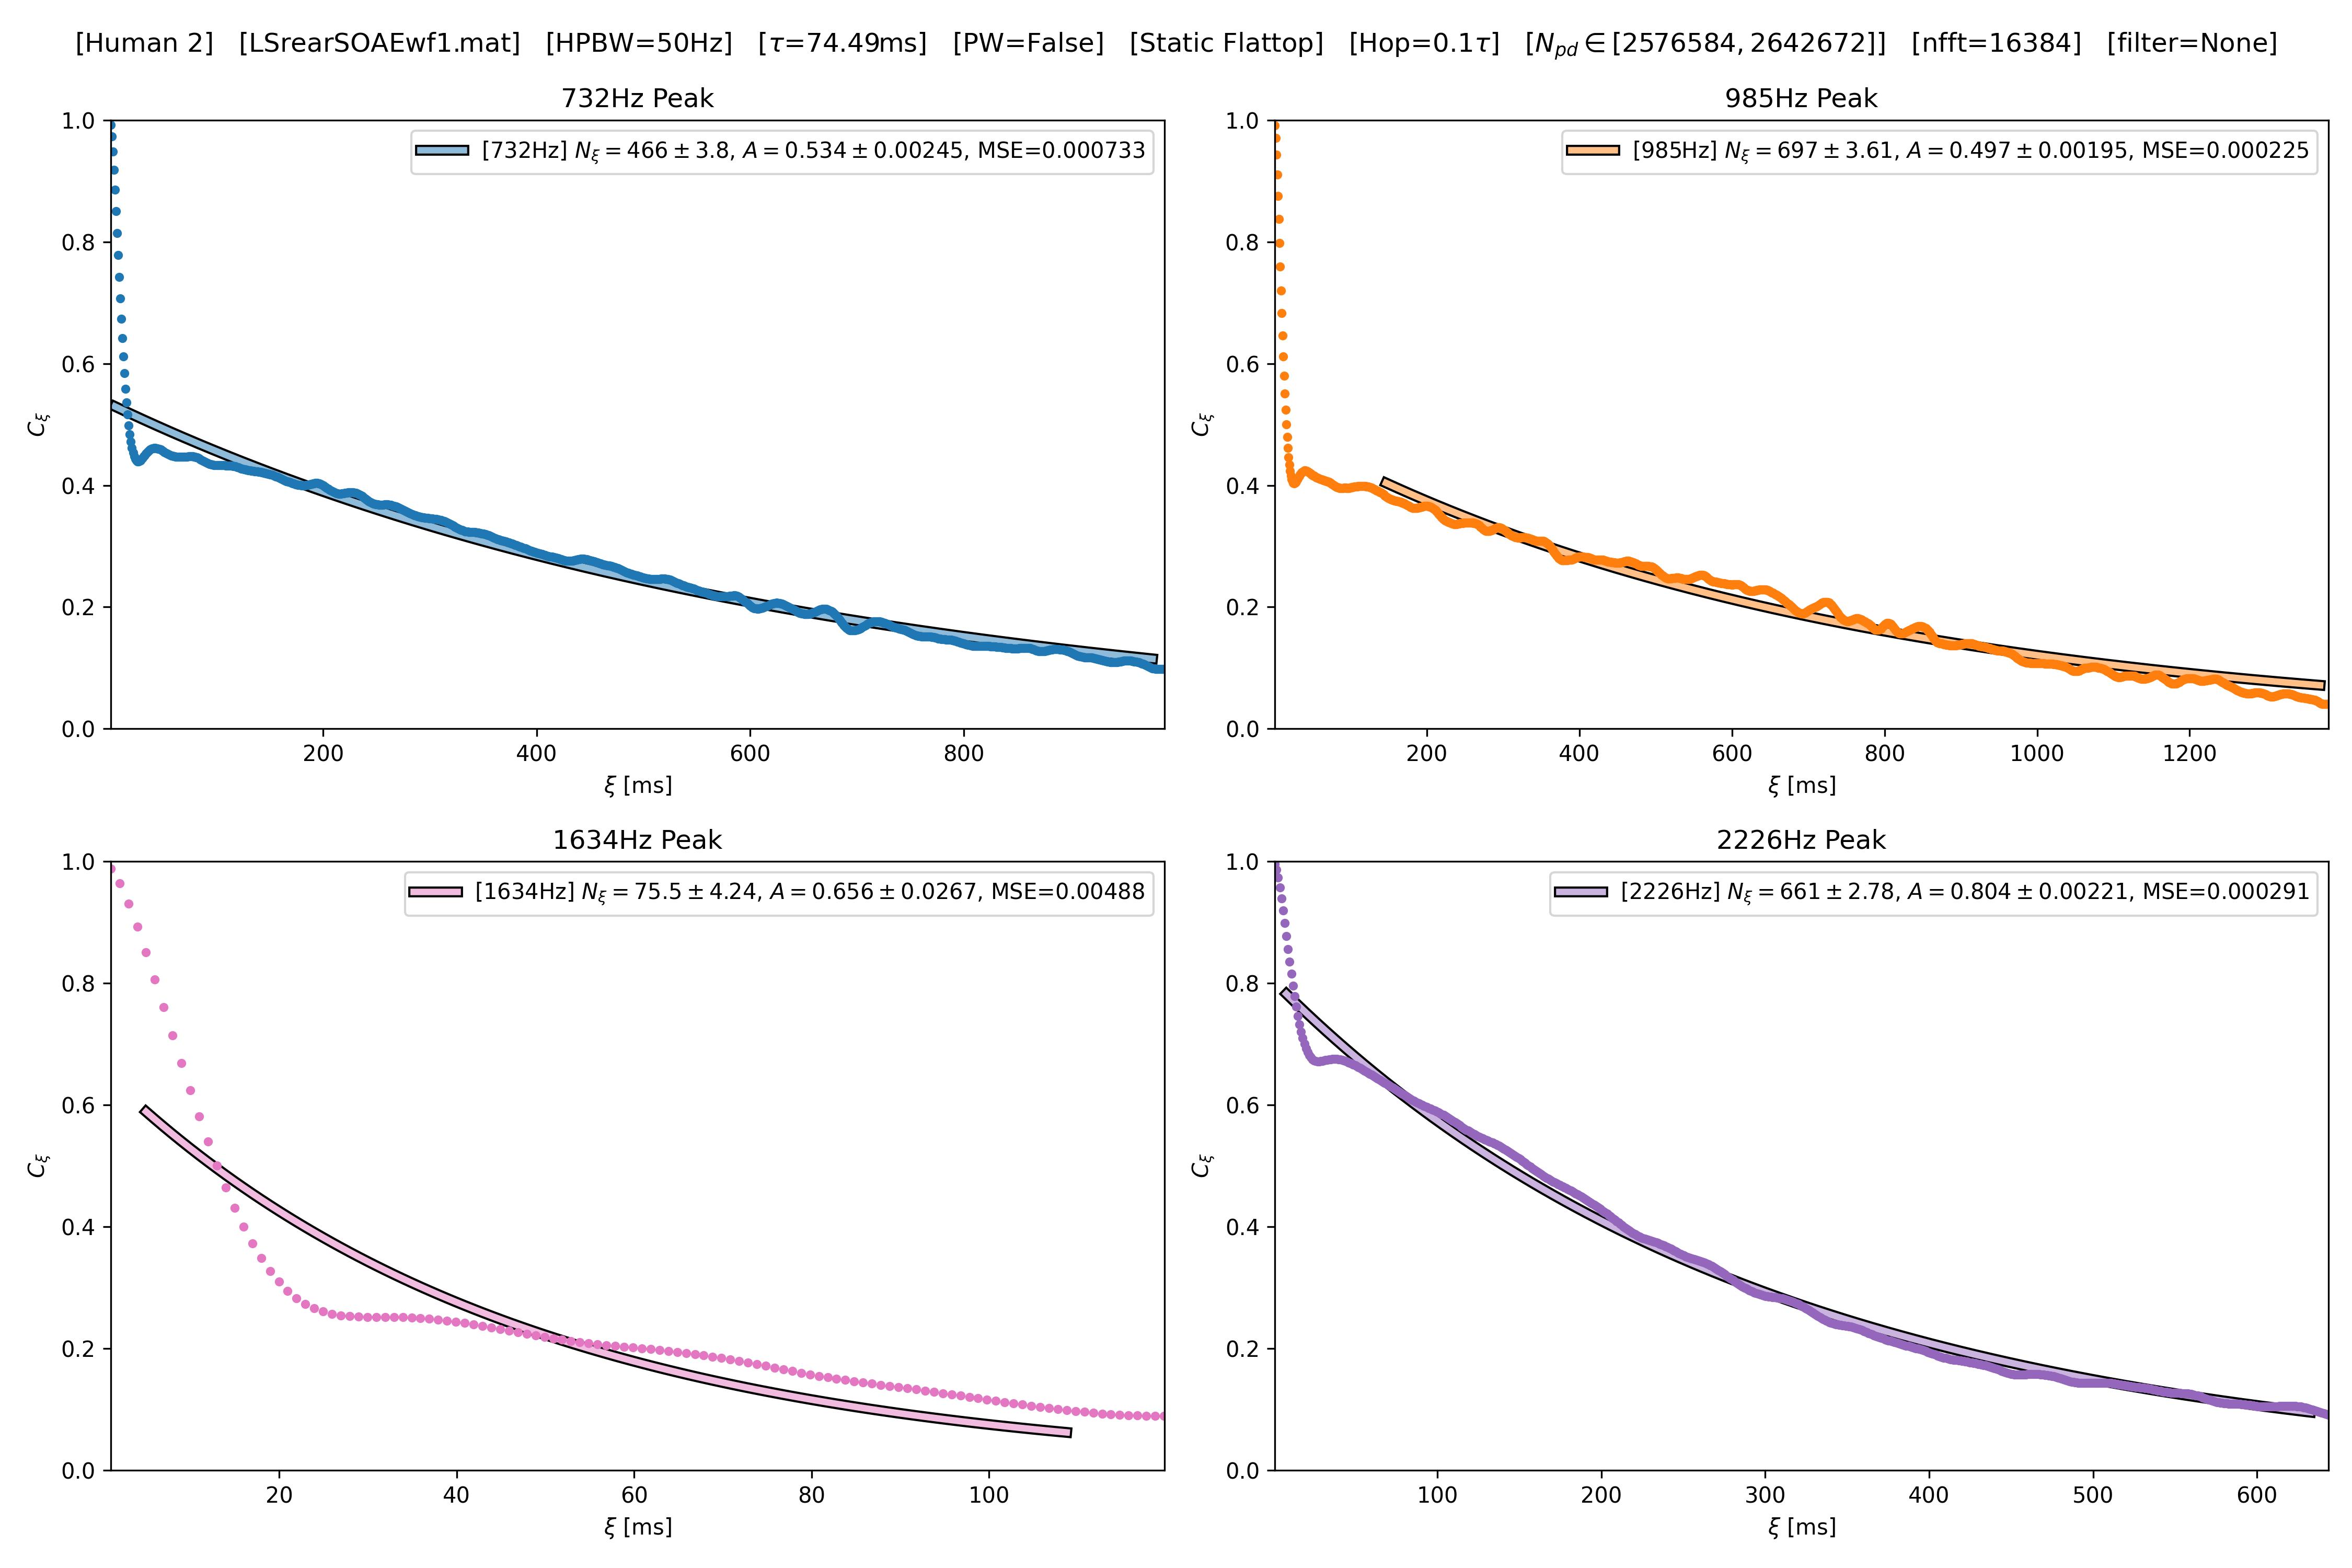 [Human 2] [LSrearSOAEwf1.mat] [HPBW=50Hz] [τ=74.49ms] [PW=False] [Static Flattop] [Hop=0.1τ] [N_pd ∈ [2576584, 2642672]] [nfft=16384] [filter=None]
732Hz Peak
[732Hz] N_ξ = 466 ± 3.8, A = 0.534 ± 0.00245, MSE=0.000733
C_ξ
1.0
0.8
0.6
0.4
0.2
0.0
200 400 600 800
ξ [ms]
985Hz Peak
[985Hz] N_ξ = 697 ± 3.61, A = 0.497 ± 0.00195, MSE=0.000225
C_ξ
1.0
0.8
0.6
0.4
0.2
0.0
200 400 600 800 1000 1200
ξ [ms]
1634Hz Peak
[1634Hz] N_ξ = 75.5 ± 4.24, A = 0.656 ± 0.0267, MSE=0.00488
C_ξ
1.0
0.8
0.6
0.4
0.2
0.0
20 40 60 80 100
ξ [ms]
2226Hz Peak
[2226Hz] N_ξ = 661 ± 2.78, A = 0.804 ± 0.00221, MSE=0.000291
C_ξ
1.0
0.8
0.6
0.4
0.2
0.0
100 200 300 400 500 600
ξ [ms]